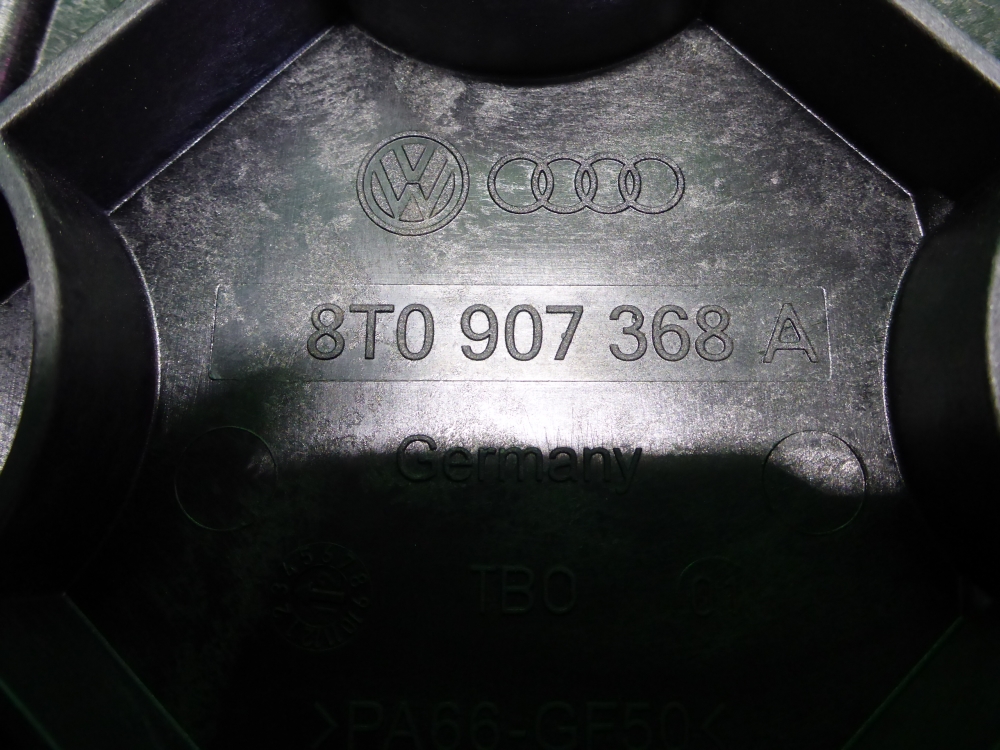 8T0 907 368 A
Germany
TBO
>PA66-GF50<